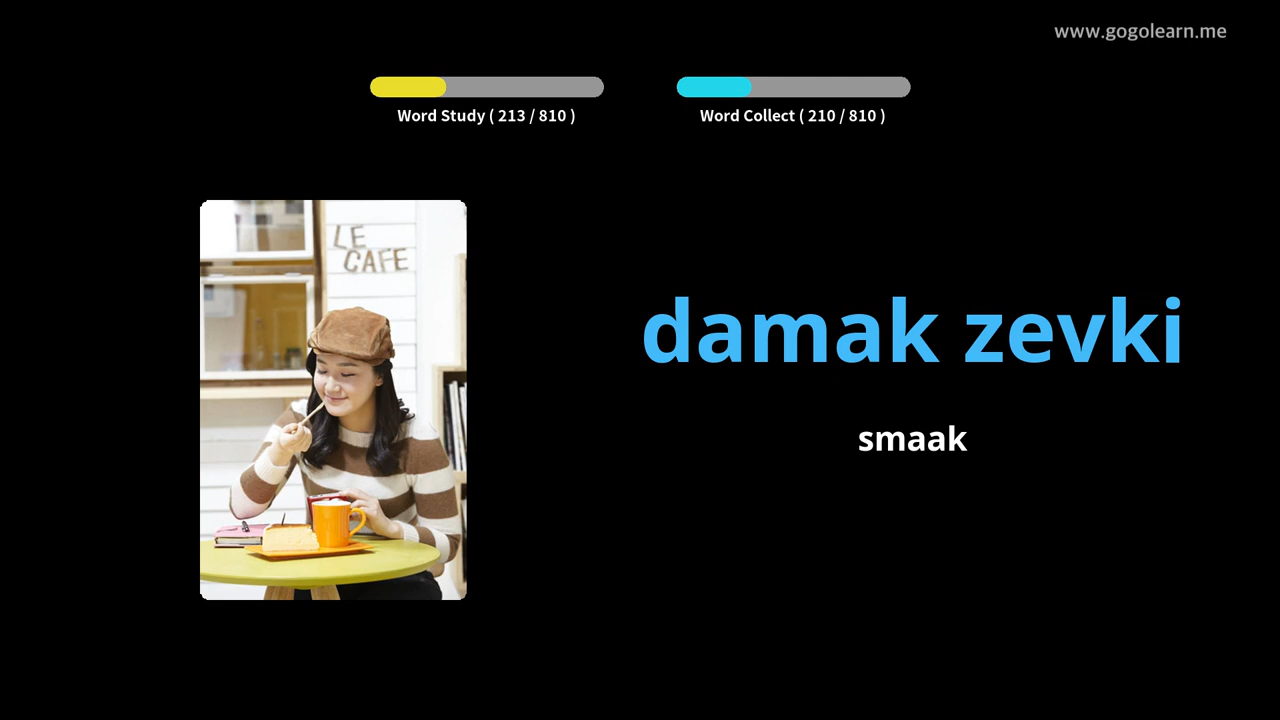 www.gogolearn.me
Word Study ( 213 / 810 )
Word Collect ( 210 / 810 )
LE
CAFE
damak zevki
smaak